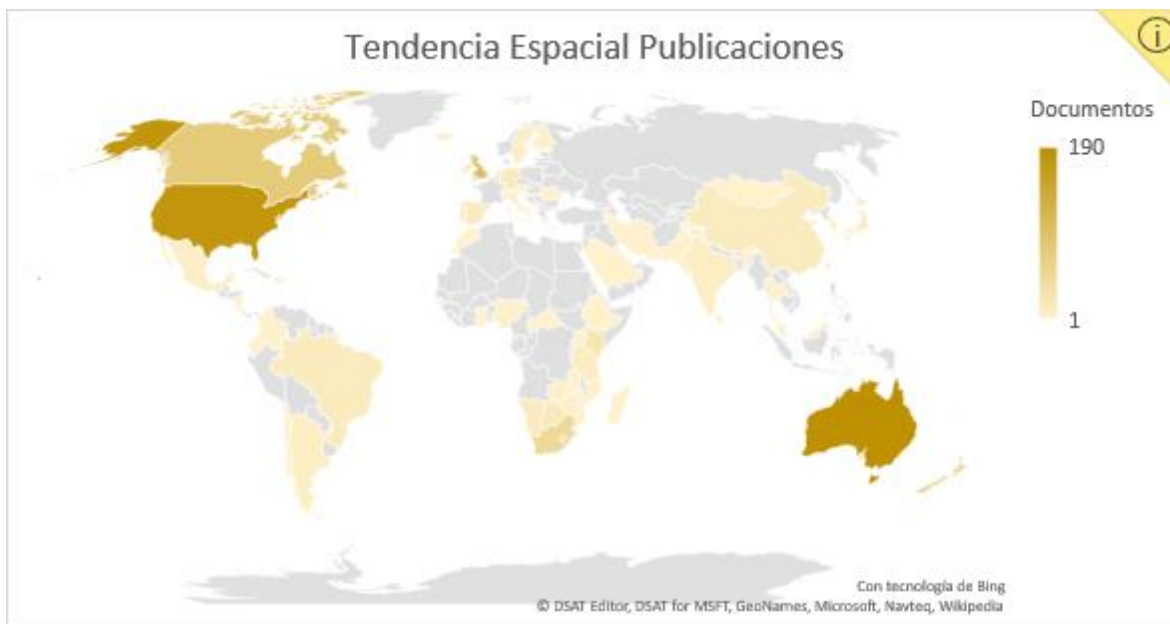 Tendencia Espacial Publicaciones
Documentos
190
1
Con tecnología de Bing
© DSAT Editor, DSAT for MSFT, GeoNames, Microsoft, Navteq, Wikipedia